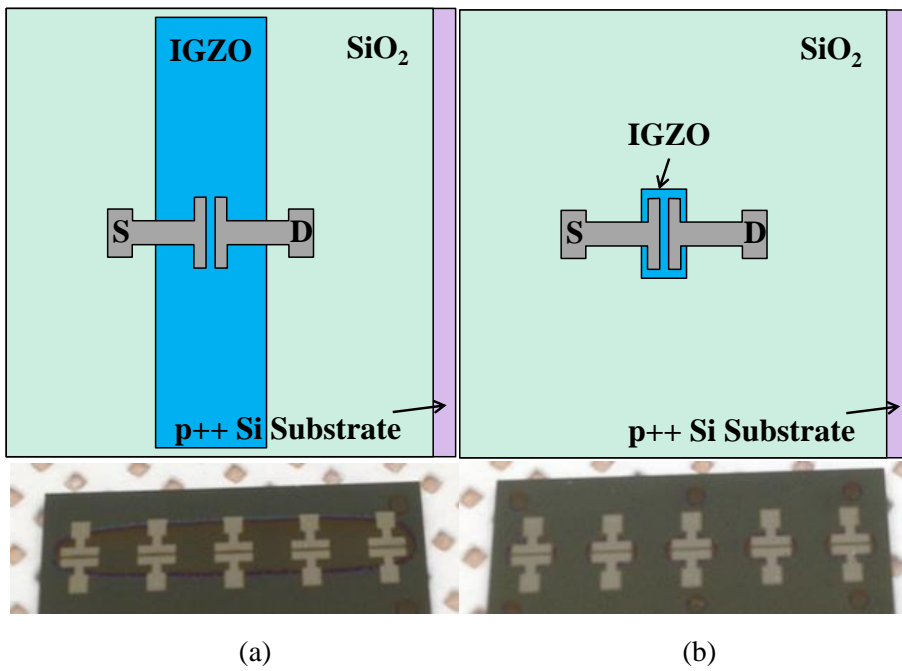 IGZO
SiO₂
S
D
p++ Si Substrate
SiO₂
IGZO
S
D
p++ Si Substrate
(a)
(b)